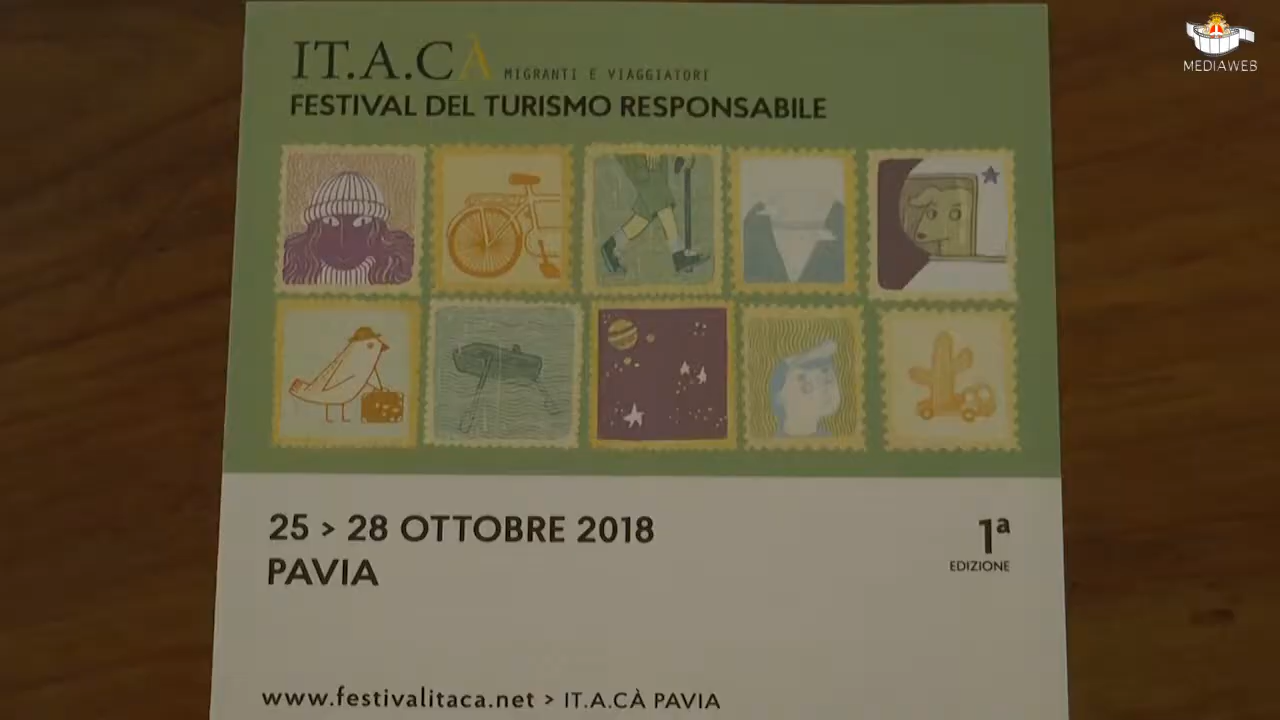 IT.A.CÀ MIGRANTI E VIAGGIATORI
FESTIVAL DEL TURISMO RESPONSABILE
25 > 28 OTTOBRE 2018
PAVIA
1ª
EDIZIONE
www.festivalitaca.net > IT.A.CÀ PAVIA
MEDIAWEB